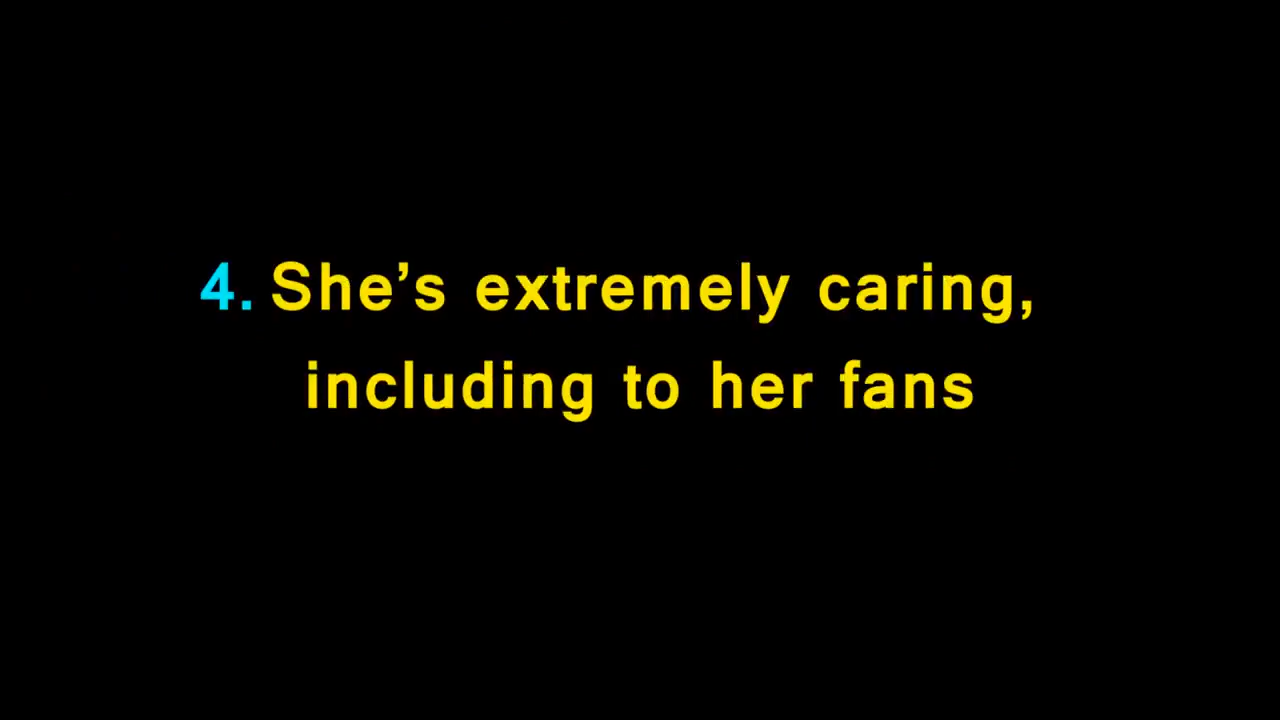 4. She’s extremely caring,
including to her fans